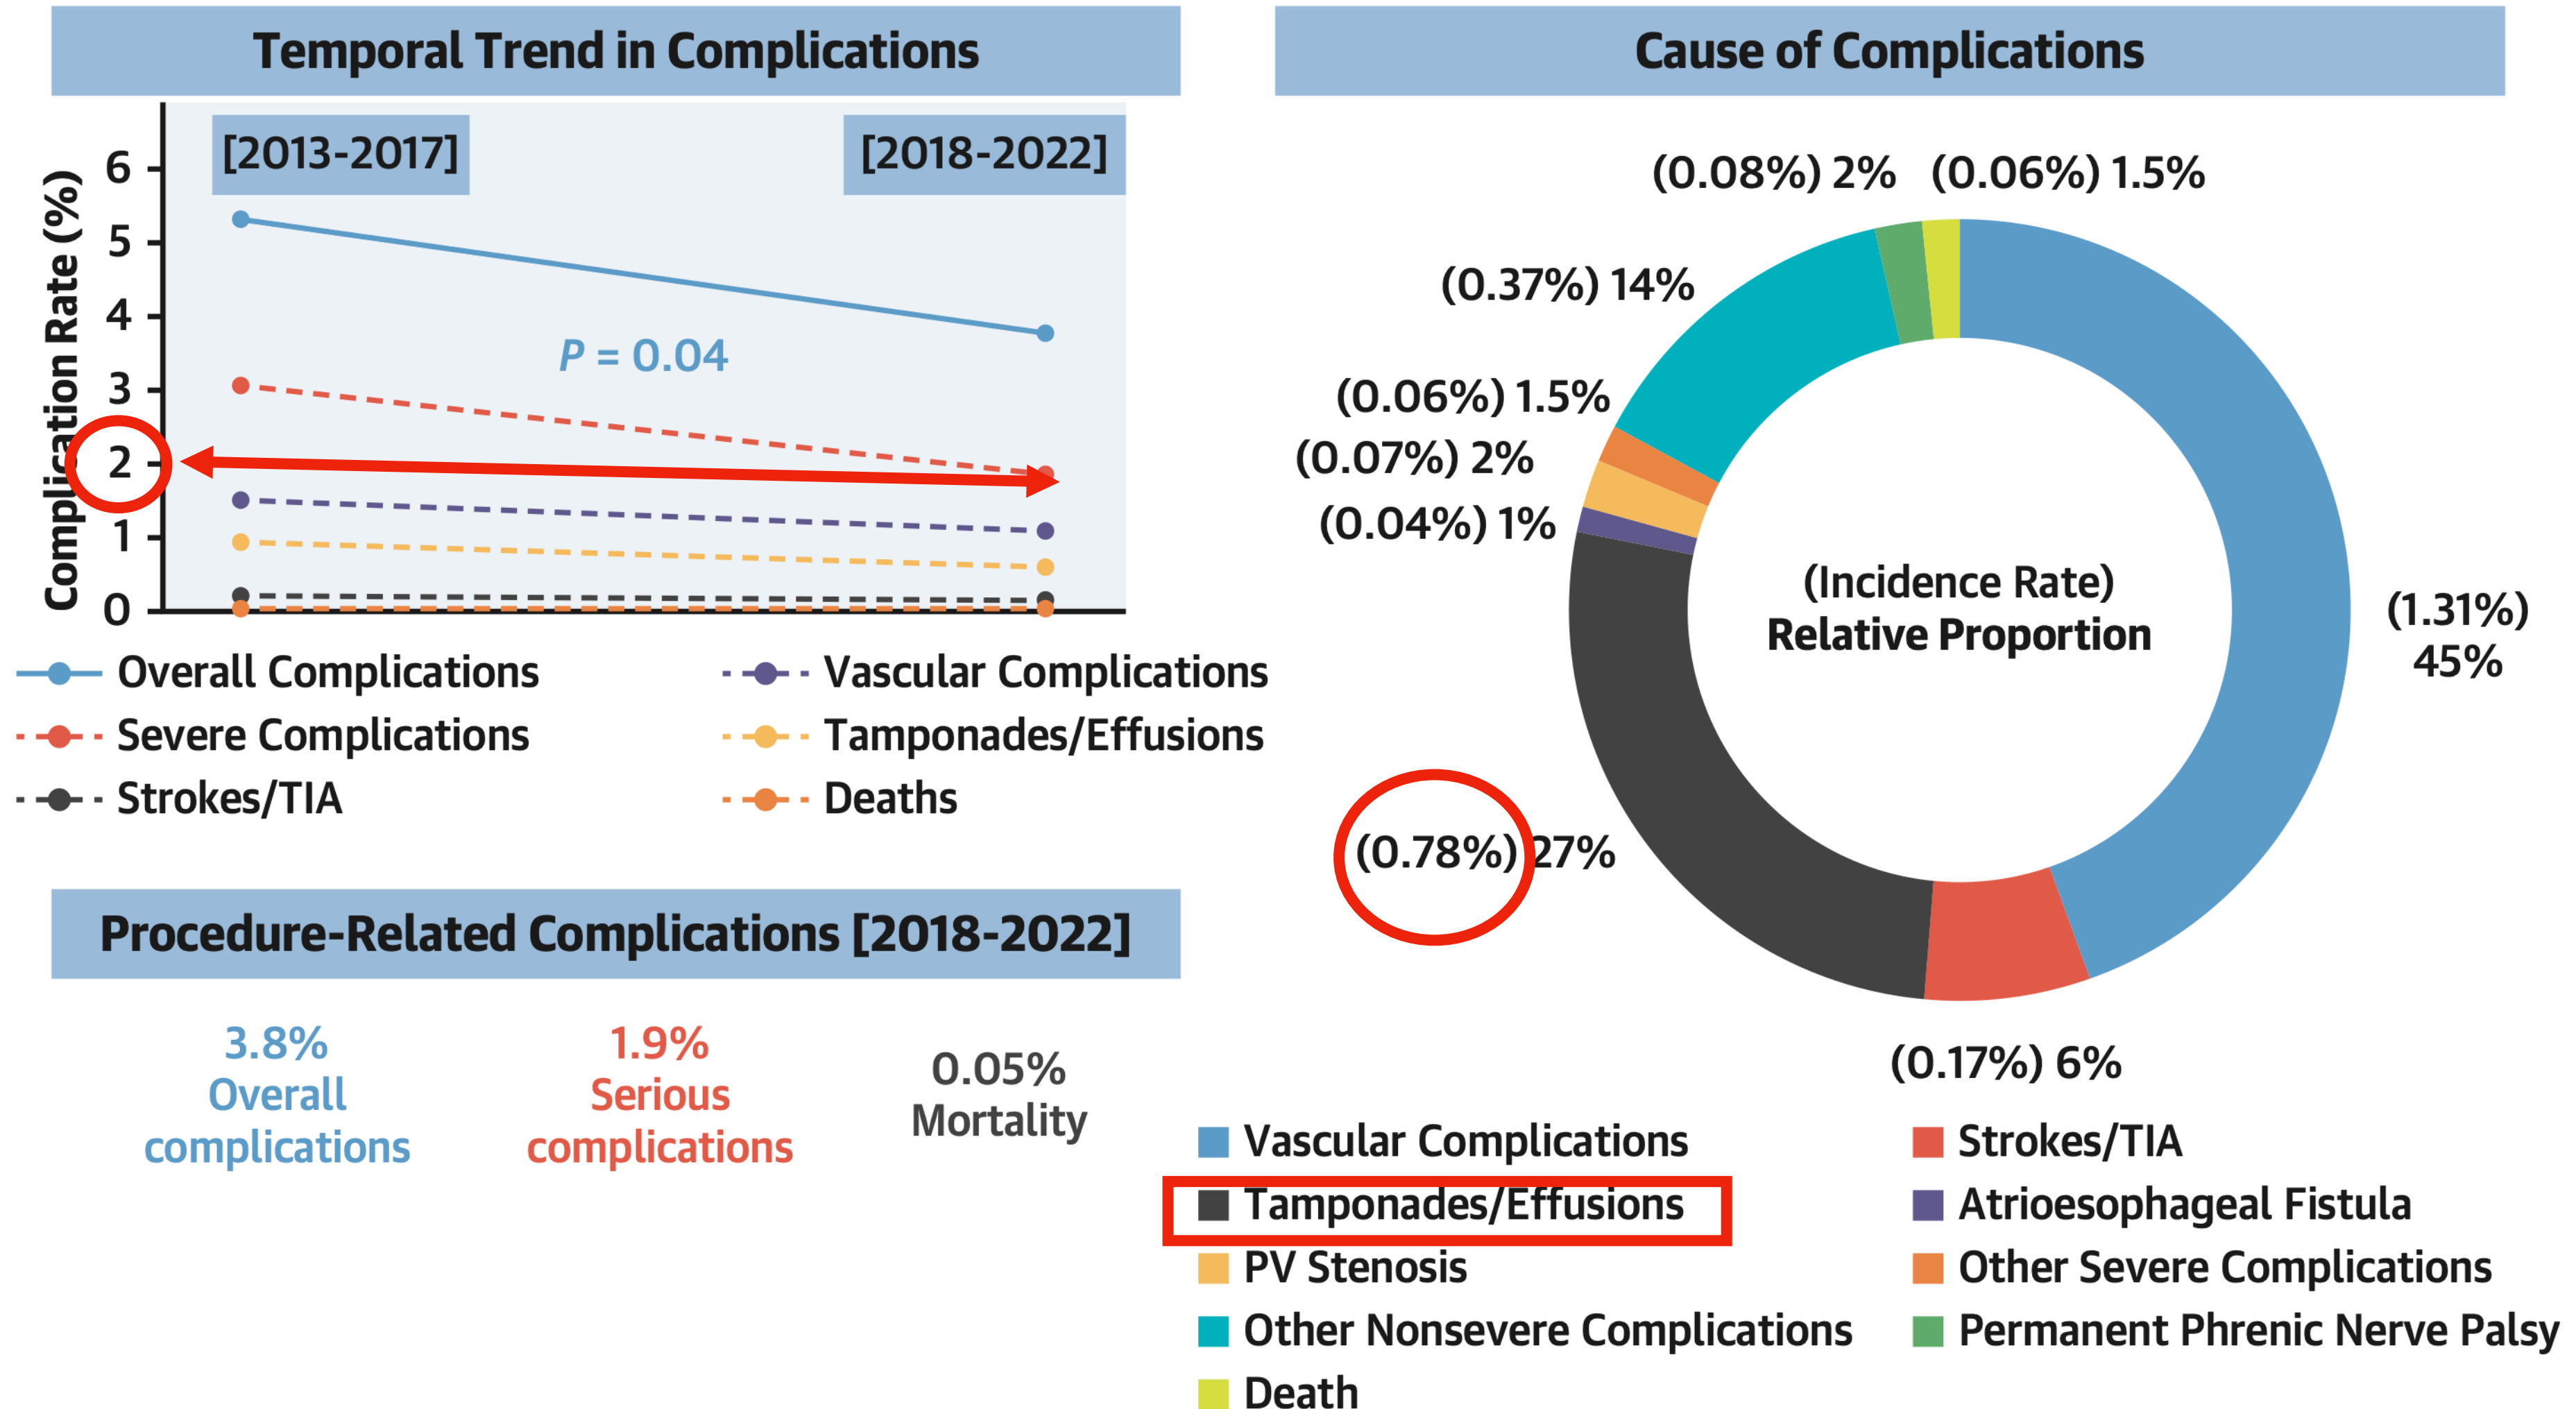 Temporal Trend in Complications
Complication Rate (%)
6
5
4
3
2
1
0
[2013-2017]
[2018-2022]
P = 0.04
Overall Complications
Severe Complications
Strokes/TIA
Vascular Complications
Tamponades/Effusions
Deaths
Procedure-Related Complications [2018-2022]
3.8%
Overall
complications
1.9%
Serious
complications
0.05%
Mortality
Cause of Complications
(0.08%) 2%
(0.06%) 1.5%
(0.37%) 14%
(0.06%) 1.5%
(0.07%) 2%
(0.04%) 1%
(Incidence Rate)
Relative Proportion
(1.31%)
45%
(0.78%) 27%
(0.17%) 6%
Vascular Complications
Strokes/TIA
Tamponades/Effusions
Atrioesophageal Fistula
PV Stenosis
Other Severe Complications
Other Nonsevere Complications
Permanent Phrenic Nerve Palsy
Death